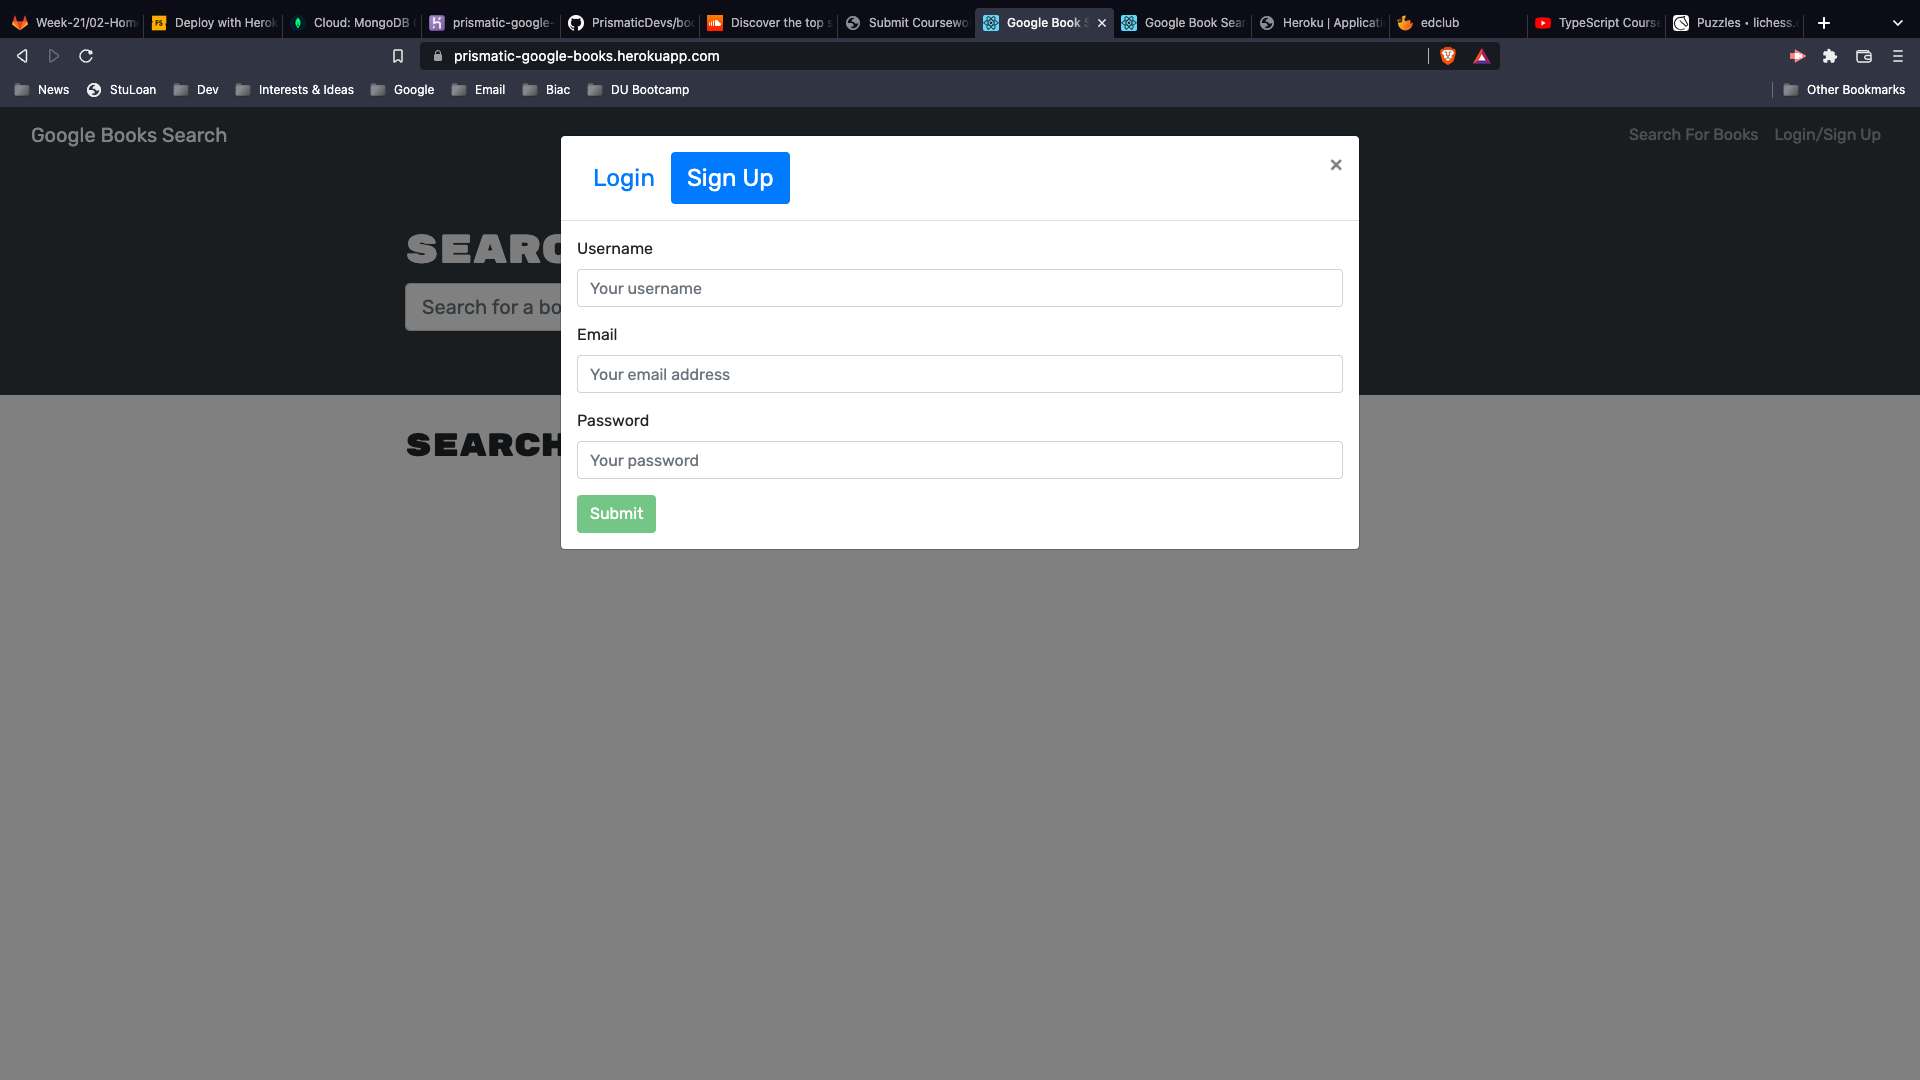 Week-21/02-Hom
Deploy with Herok
Cloud: MongoDB
prismatic-google-
PrismaticDevs/boo
Discover the top s
Submit Coursewo
Google Book S
Google Book Sear
Heroku | Applicati
edclub
TypeScript Course
Puzzles • lichess.o
prismatic-google-books.herokuapp.com
News StuLoan Dev Interests & Ideas Google Email Biac DU Bootcamp Other Bookmarks
Google Books Search Search For Books Login/Sign Up
Login Sign Up ×
SEARC
Search for a bo
SEARCH
Username
Your username
Email
Your email address
Password
Your password
Submit